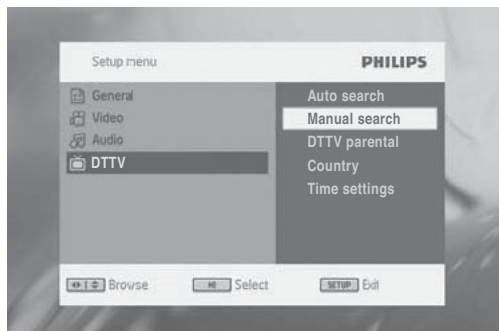 Setup menu
PHILIPS
General
Video
Audio
DTTV
Auto search
Manual search
DTTV parental
Country
Time settings
Browse
Select
SETUP Exit